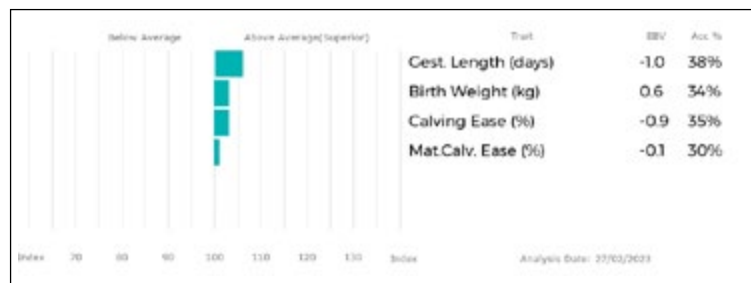 Below Average Above Average(Superior) Trait EBV Acc %
Gest. Length (days) -1.0 38%
Birth Weight (kg) 0.6 34%
Calving Ease (%) -0.9 35%
Mat.Calv. Ease (%) -0.1 30%
Index 70 80 90 100 110 120 130 Index Analysis Date: 27/02/2023